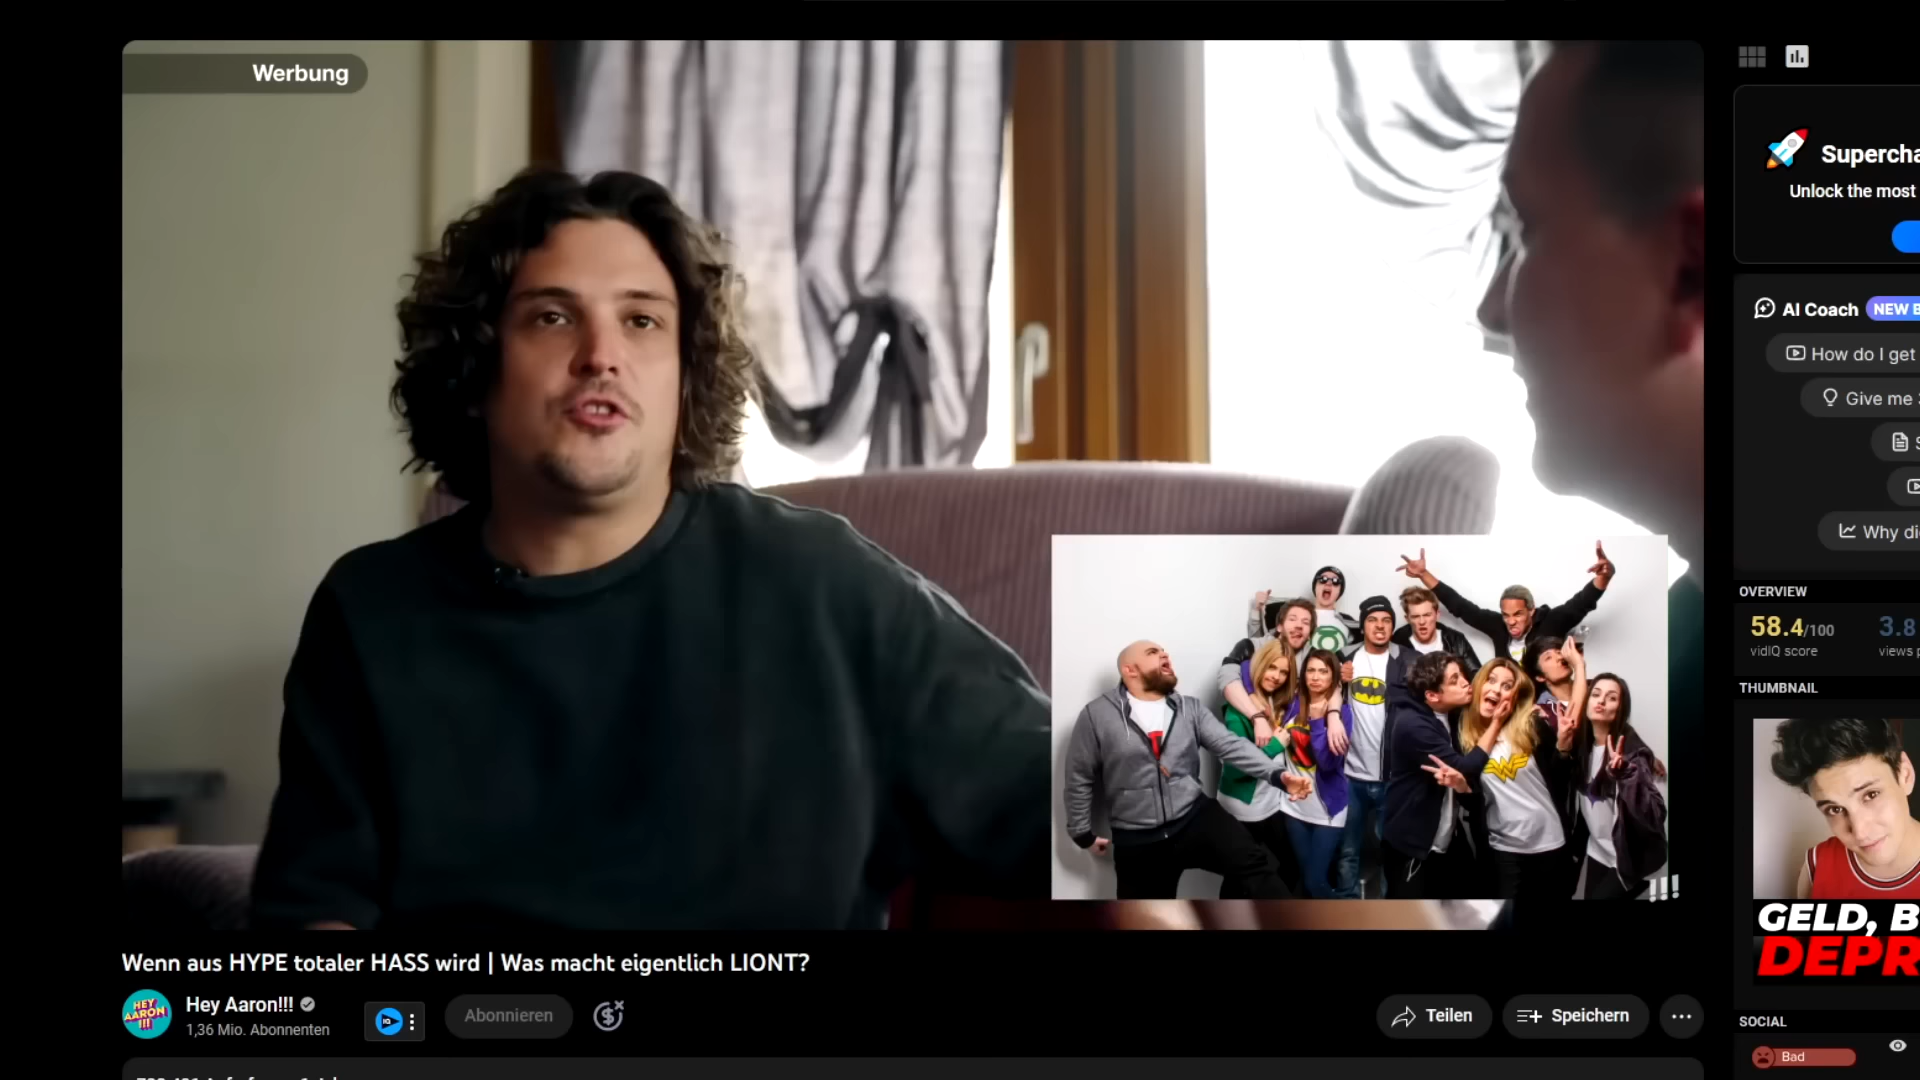 Werbung
!!!
Wenn aus HYPE totaler HASS wird | Was macht eigentlich LIONT?
HEY AARON !!!
Hey Aaron!!!
1,36 Mio. Abonnenten
Abonnieren
Teilen
Speichern
Supercha
Unlock the most
AI Coach NEW B
How do I get
Give me
Why di
OVERVIEW
58.4/100
3.8
vidIQ score
views p
THUMBNAIL
GELD, B
DEPR
SOCIAL
Bad